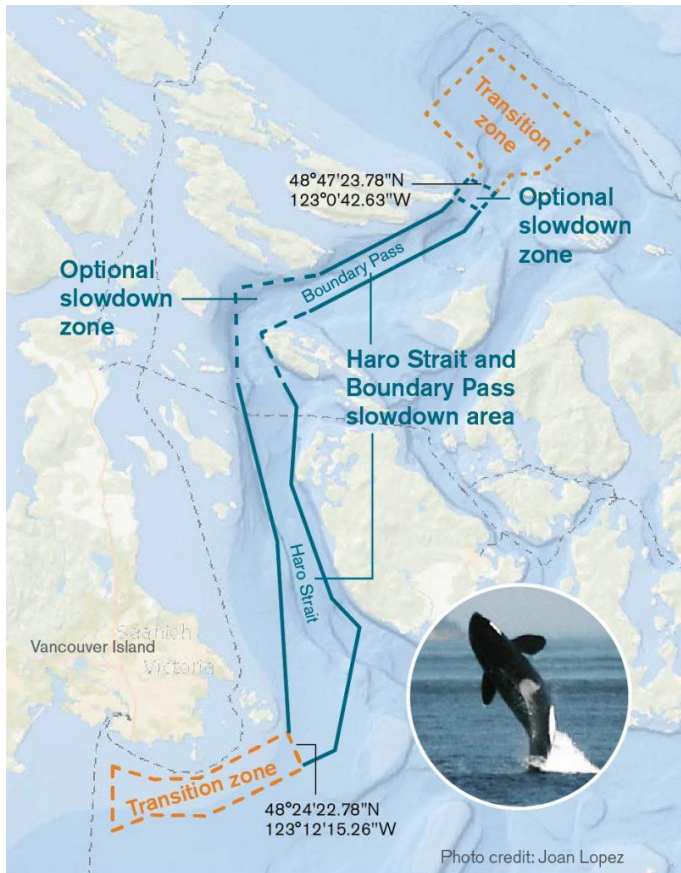 Transition
zone
48°47'23.78"N
123°0'42.63"W
Optional
slowdown
zone
Boundary Pass
Optional
slowdown
zone
Haro Strait and
Boundary Pass
slowdown area
Haro Strait
Vancouver Island
Saanich
Victoria
Transition zone
48°24'22.78"N
123°12'15.26"W
Photo credit: Joan Lopez